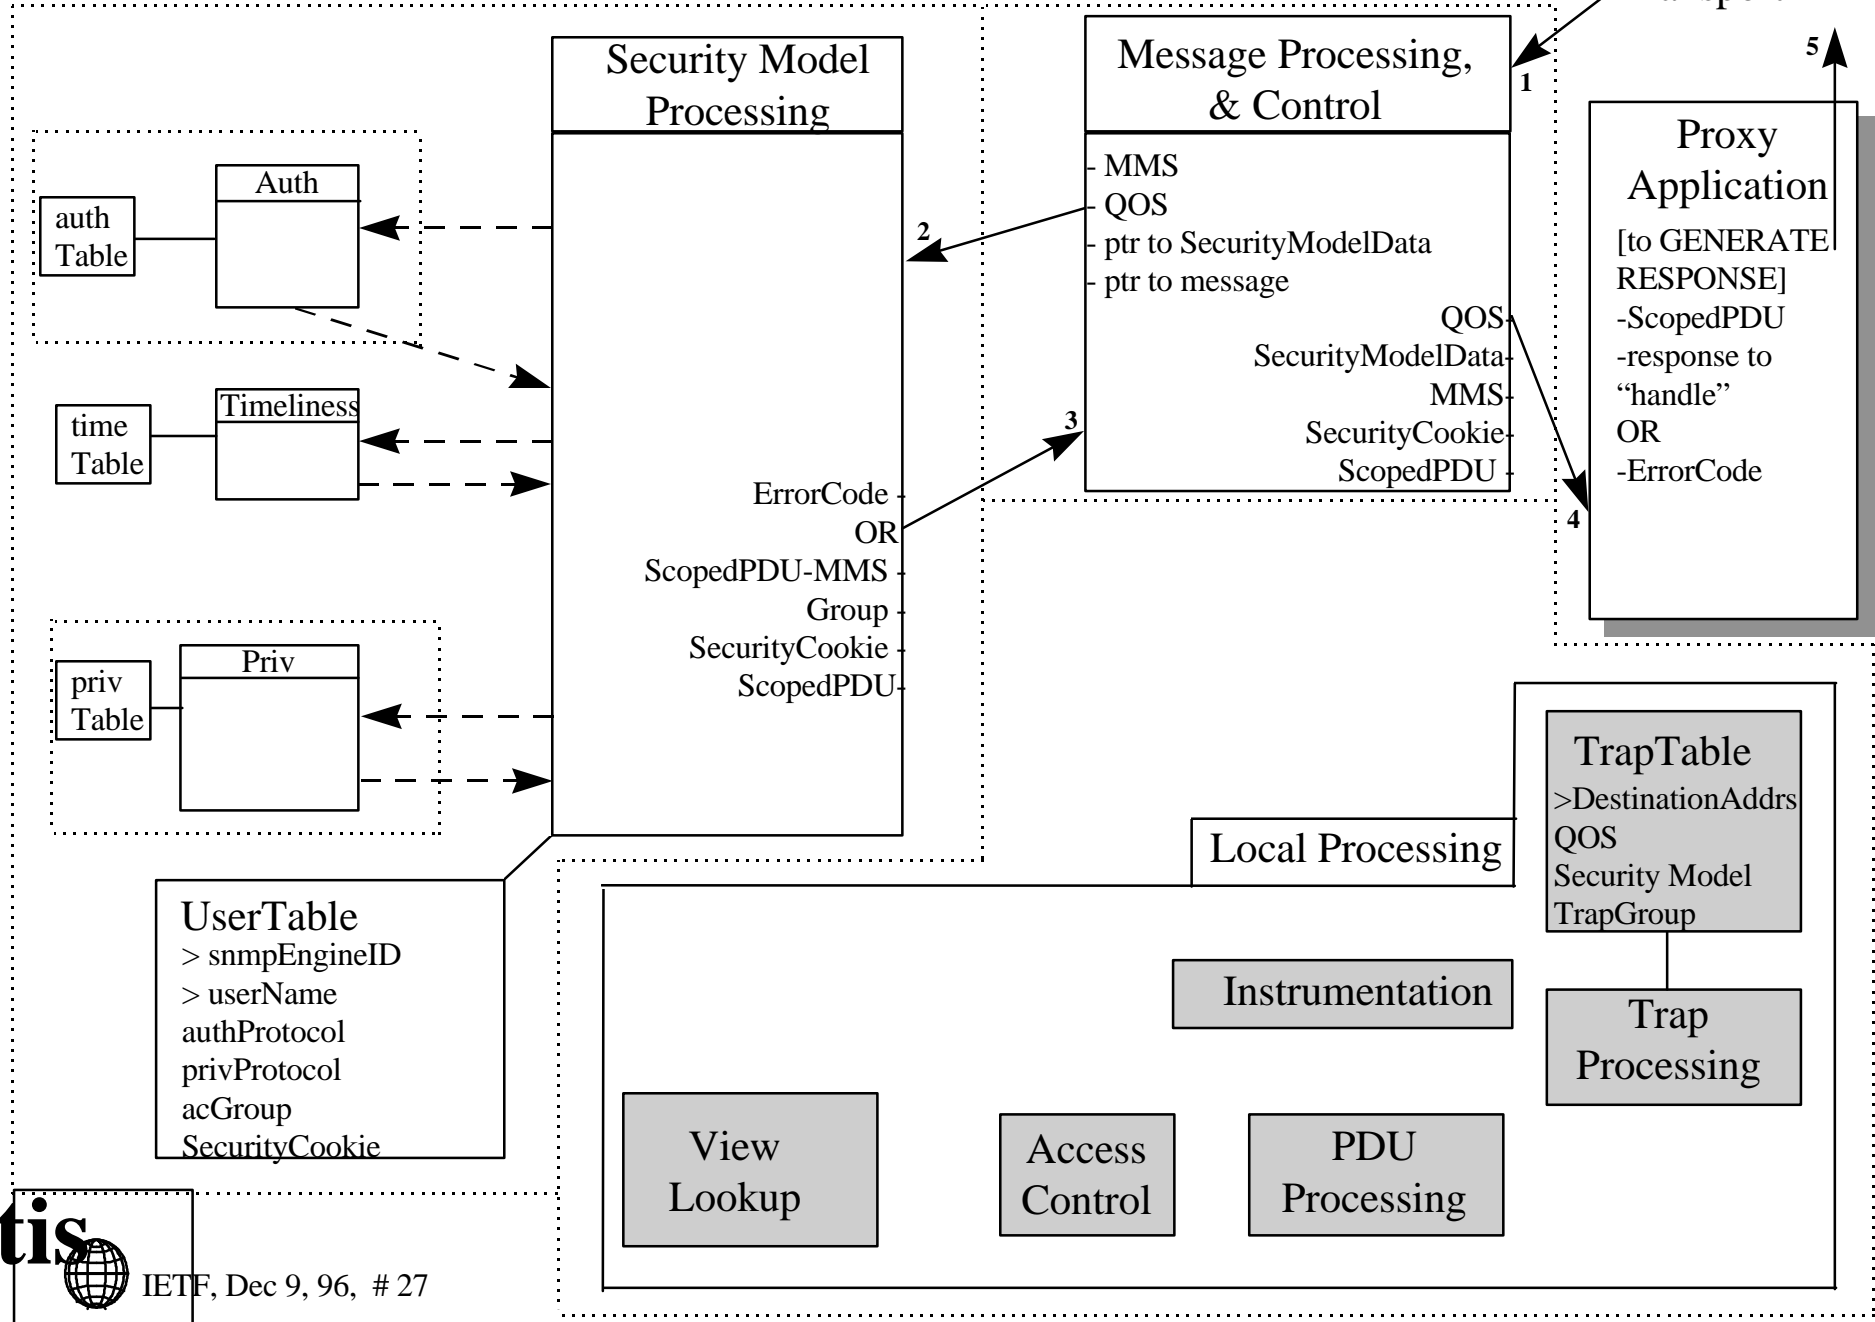 Security Model
Processing
Message Processing,
& Control
1
5
Proxy
Application
[to GENERATE
RESPONSE]
-ScopedPDU
-response to
“handle”
OR
-ErrorCode
- MMS
- QOS
- ptr to SecurityModelData
- ptr to message
QOS-
SecurityModelData-
MMS-
SecurityCookie-
ScopedPDU -
2
3
4
Auth
auth
Table
Timeliness
time
Table
Priv
priv
Table
ErrorCode -
OR
ScopedPDU-MMS -
Group -
SecurityCookie -
ScopedPDU-
UserTable
> snmpEngineID
> userName
authProtocol
privProtocol
acGroup
SecurityCookie
Local Processing
TrapTable
>DestinationAddrs
QOS
Security Model
TrapGroup
Instrumentation
Trap
Processing
View
Lookup
Access
Control
PDU
Processing
tis
IETF, Dec 9, 96, # 27